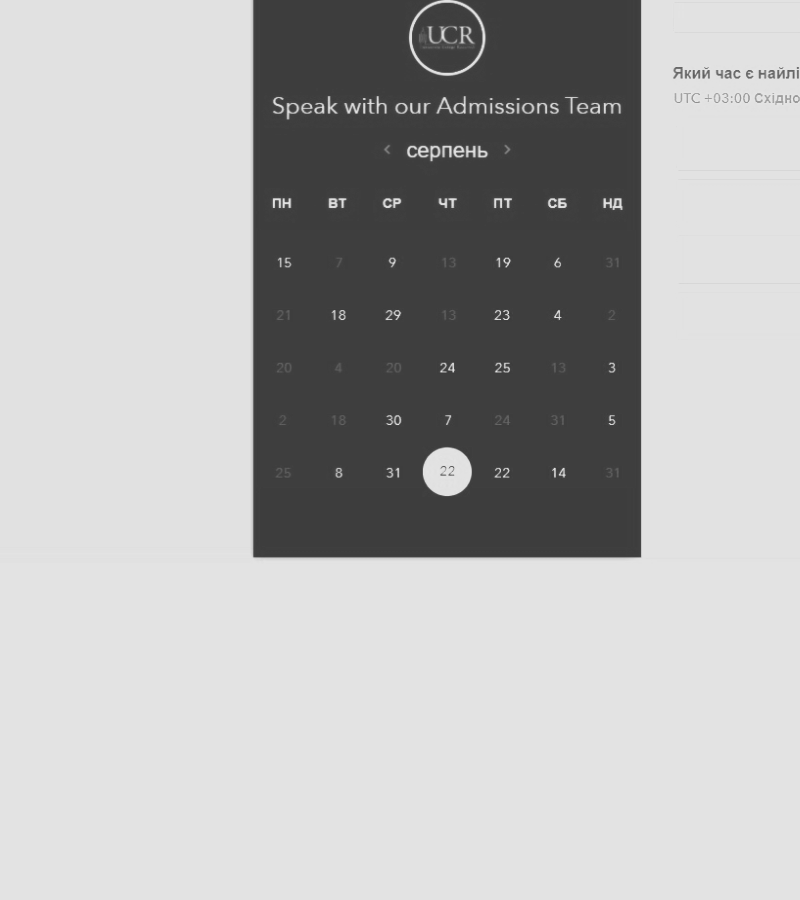 UCR
Speak with our Admissions Team
Який час є найлі
UTC +03:00 Східно
< серпень >
ПН ВТ СР ЧТ ПТ СБ НД
15 7 9 13 19 6 31
21 18 29 13 23 4 2
20 4 20 24 25 13 3
2 18 30 7 24 31 5
25 8 31 22 22 14 31